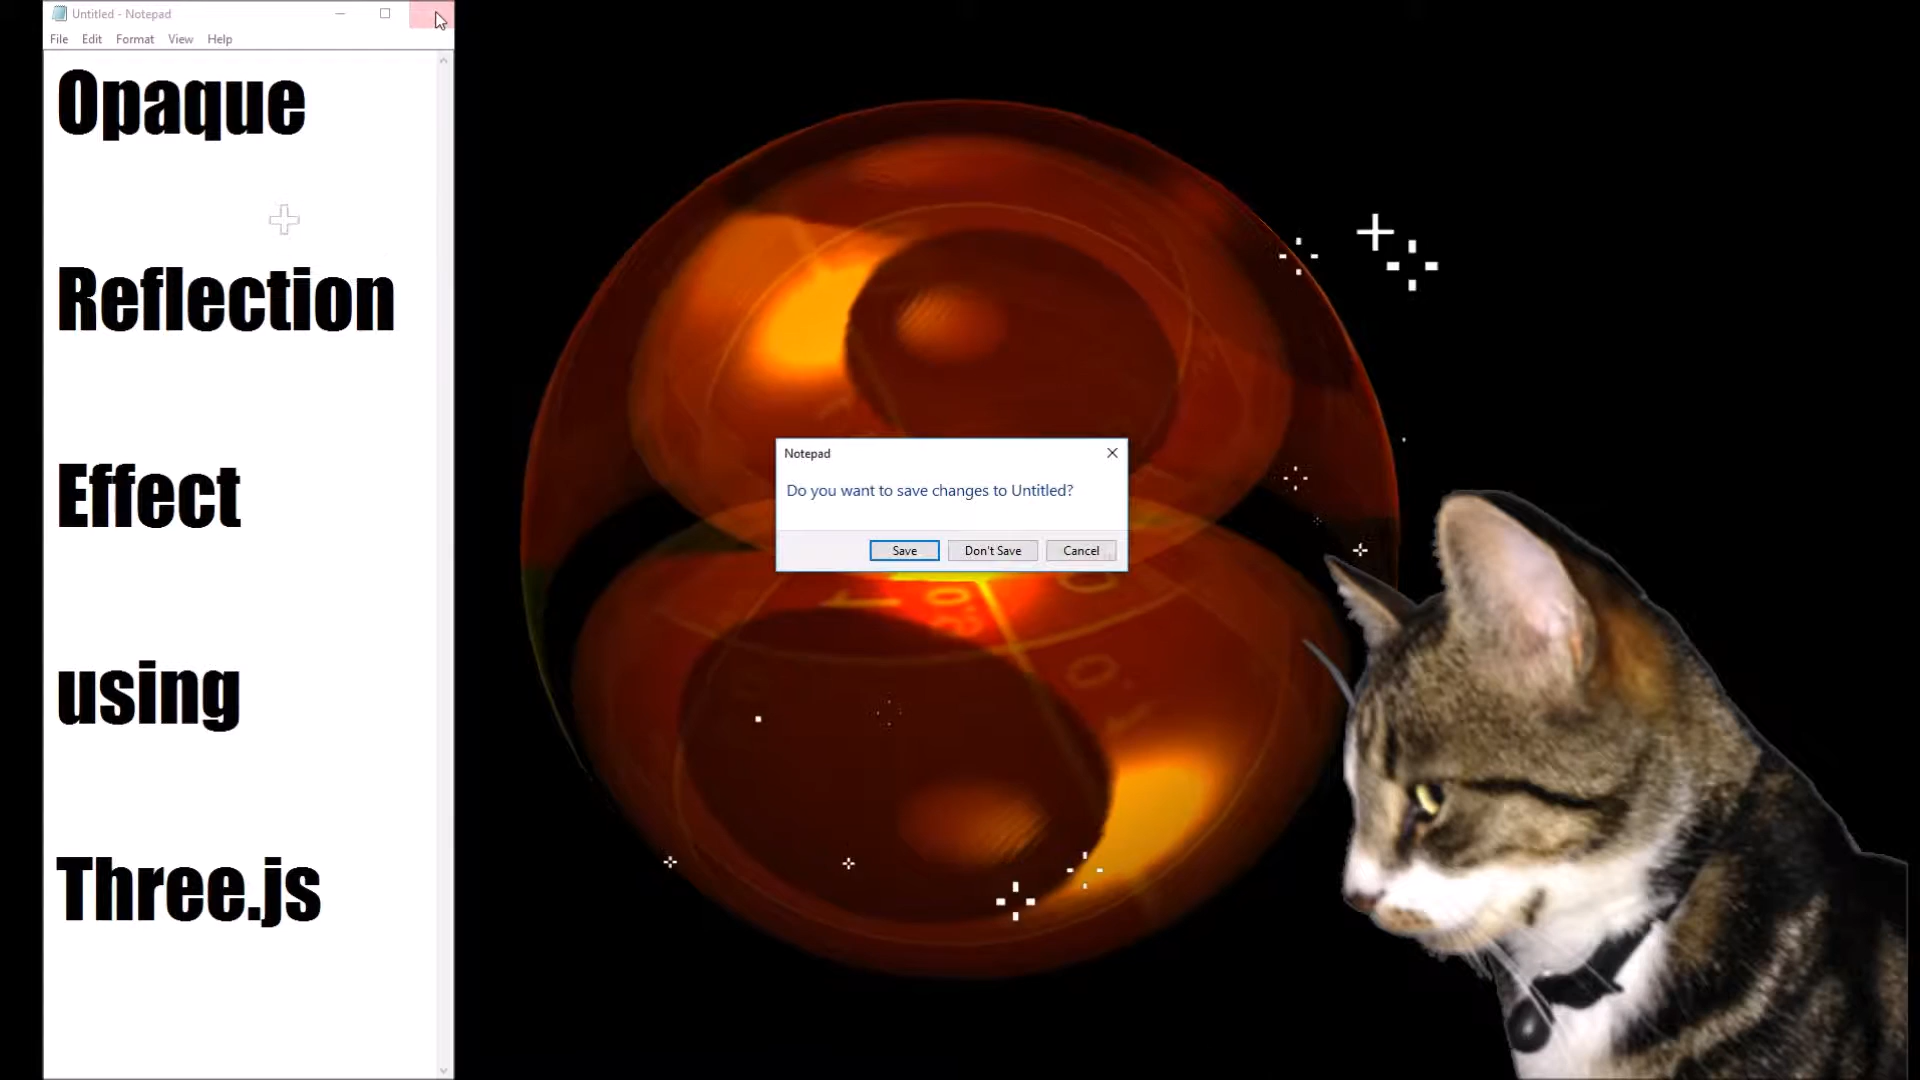 Untitled - Notepad
File Edit Format View Help
Opaque
Reflection
Effect
using
Three.js
Notepad
Do you want to save changes to Untitled?
Save Don't Save Cancel